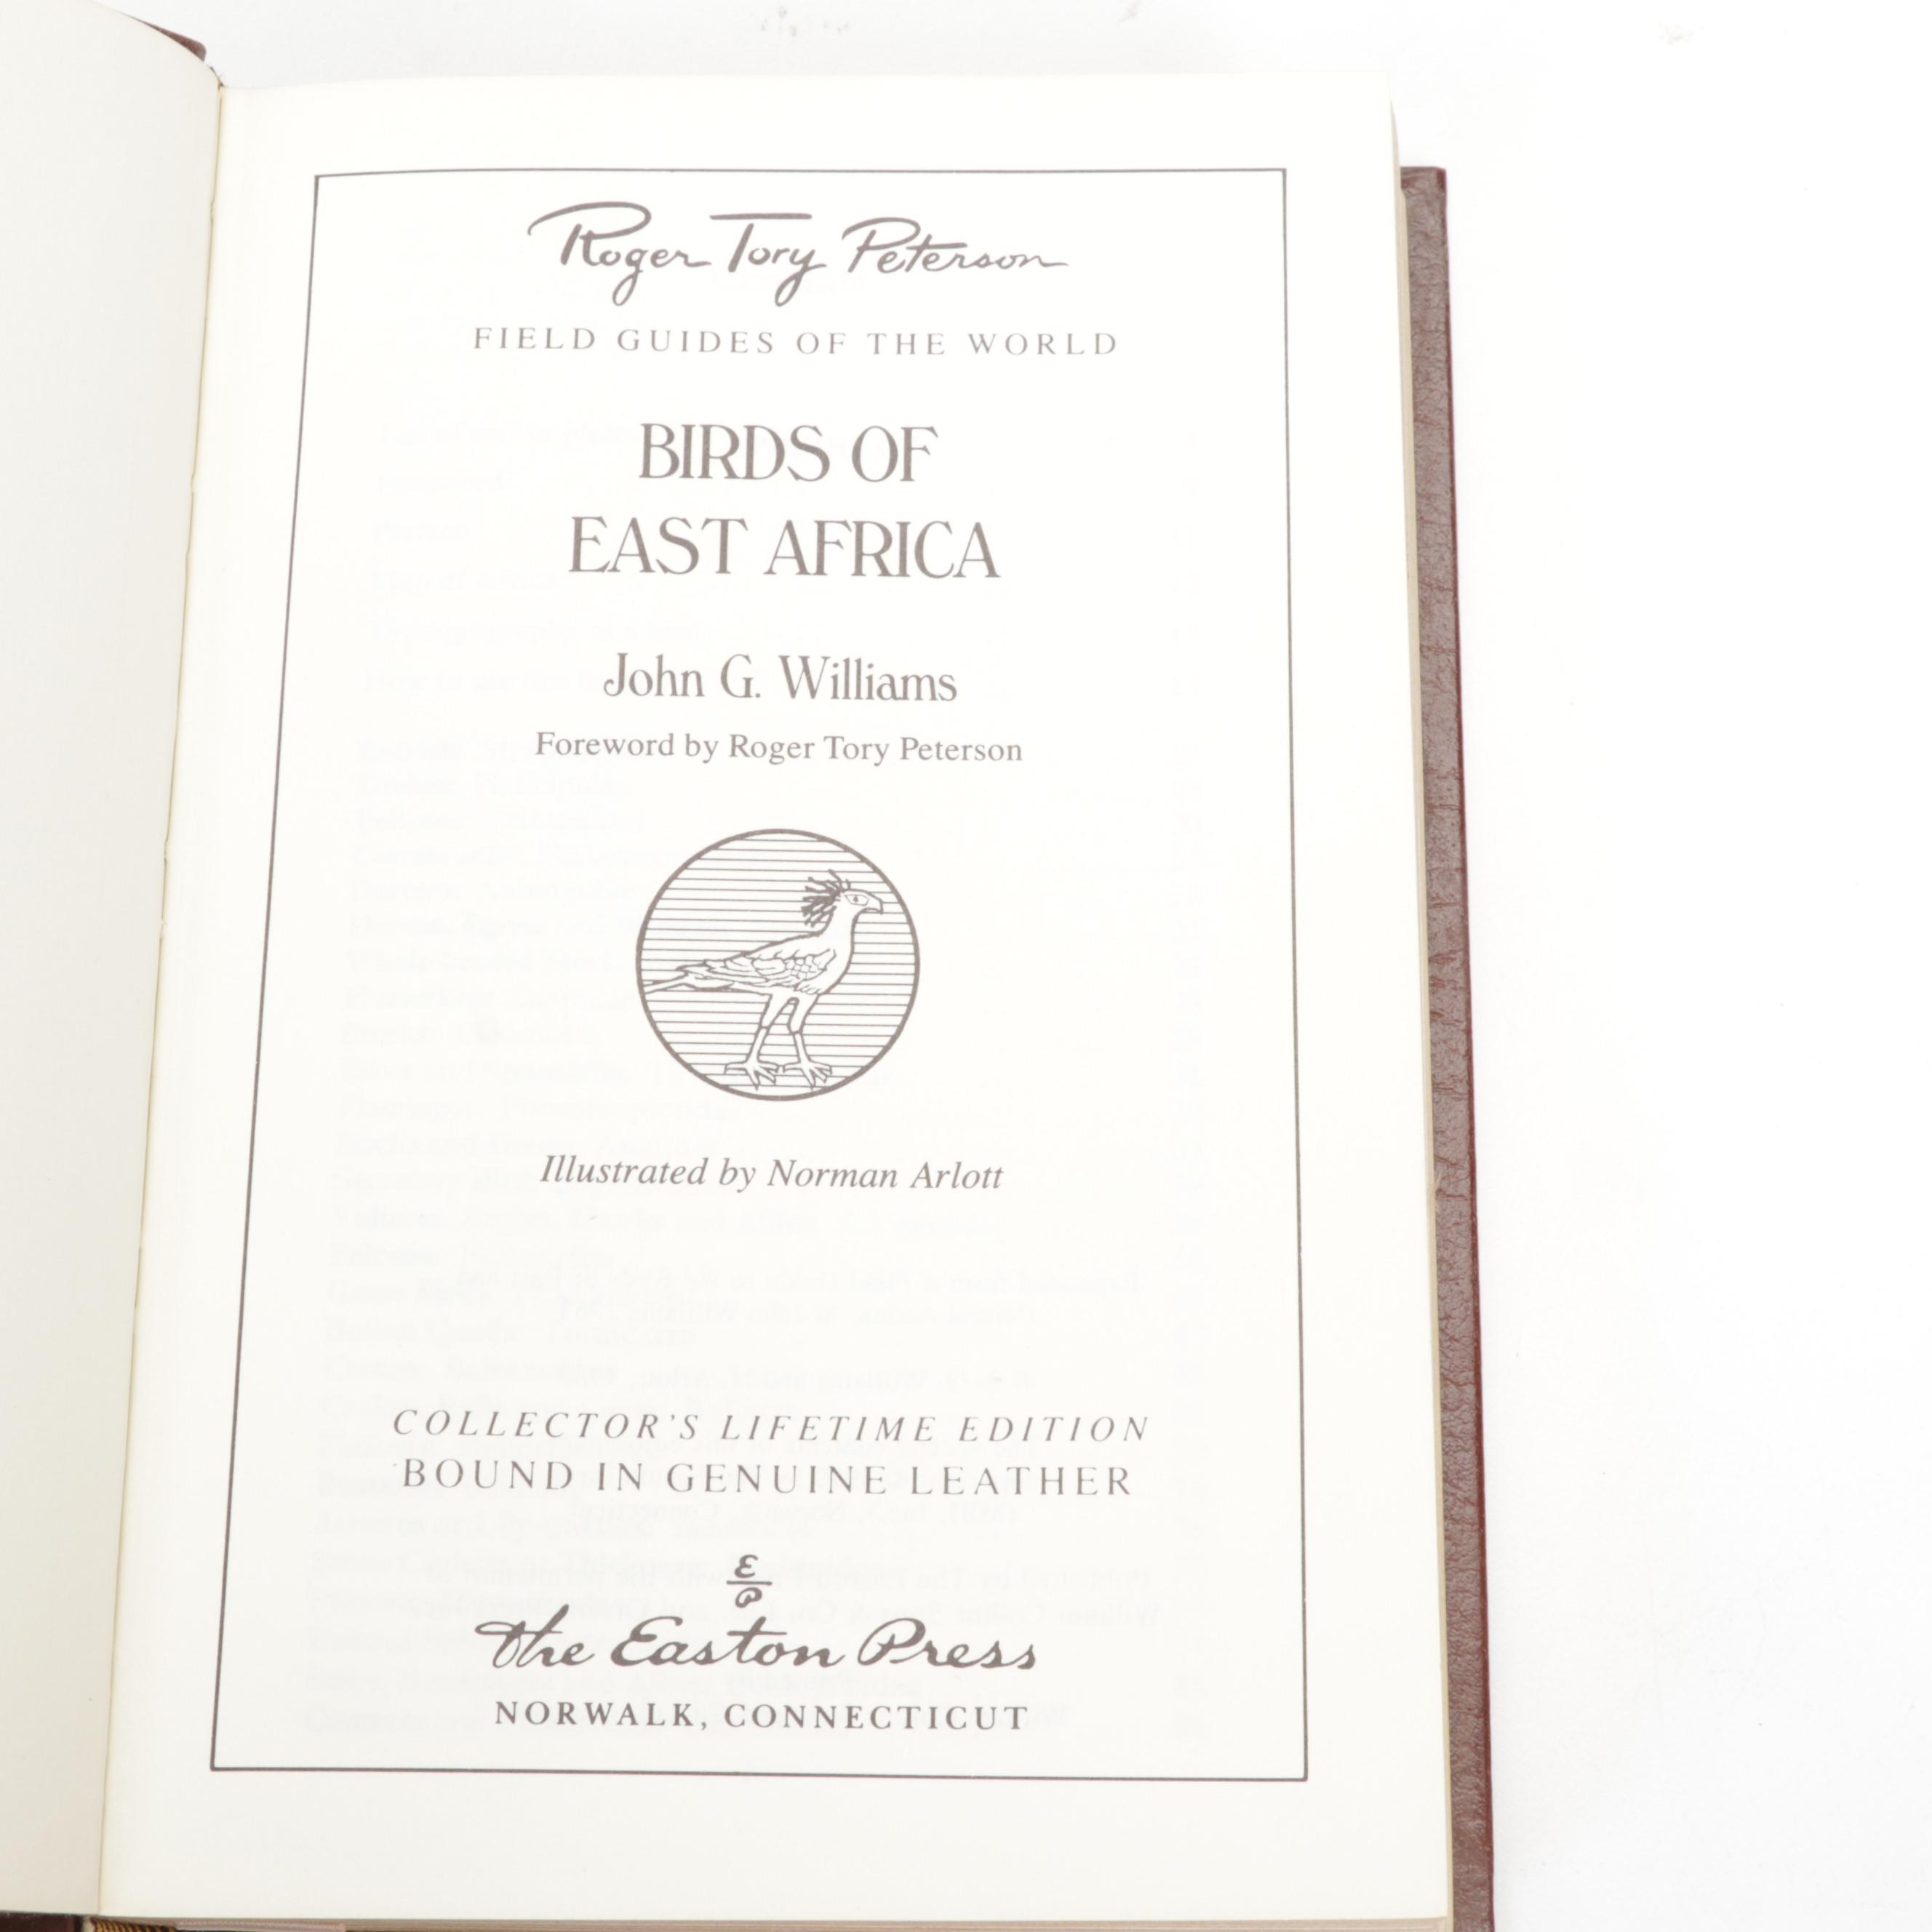 Roger Tory Peterson
FIELD GUIDES OF THE WORLD
BIRDS OF
EAST AFRICA
John G. Williams
Foreword by Roger Tory Peterson
Illustrated by Norman Arlott
COLLECTOR'S LIFETIME EDITION
BOUND IN GENUINE LEATHER
E
P
The Easton Press
NORWALK, CONNECTICUT